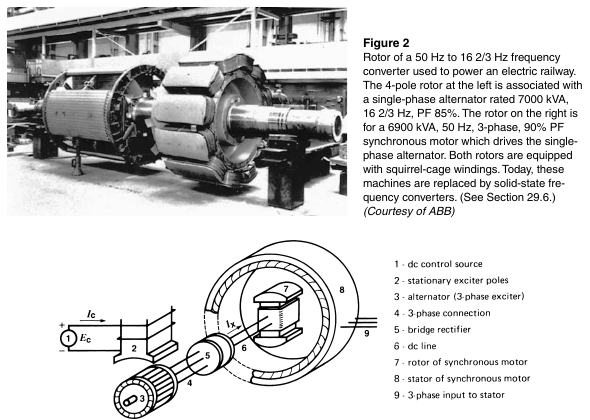 Figure 2
Rotor of a 50 Hz to 16 2/3 Hz frequency
converter used to power an electric railway.
The 4-pole rotor at the left is associated with
a single-phase alternator rated 7000 kVA,
16 2/3 Hz, PF 85%. The rotor on the right is
for a 6900 kVA, 50 Hz, 3-phase, 90% PF
synchronous motor which drives the single-
phase alternator. Both rotors are equipped
with squirrel-cage windings. Today, these
machines are replaced by solid-state fre-
quency converters. (See Section 29.6.)
(Courtesy of ABB)
Ic
+
1
Ec
−
2
3
4
5
6
Ix
7
8
9
1 - dc control source
2 - stationary exciter poles
3 - alternator (3-phase exciter)
4 - 3-phase connection
5 - bridge rectifier
6 - dc line
7 - rotor of synchronous motor
8 - stator of synchronous motor
9 - 3-phase input to stator